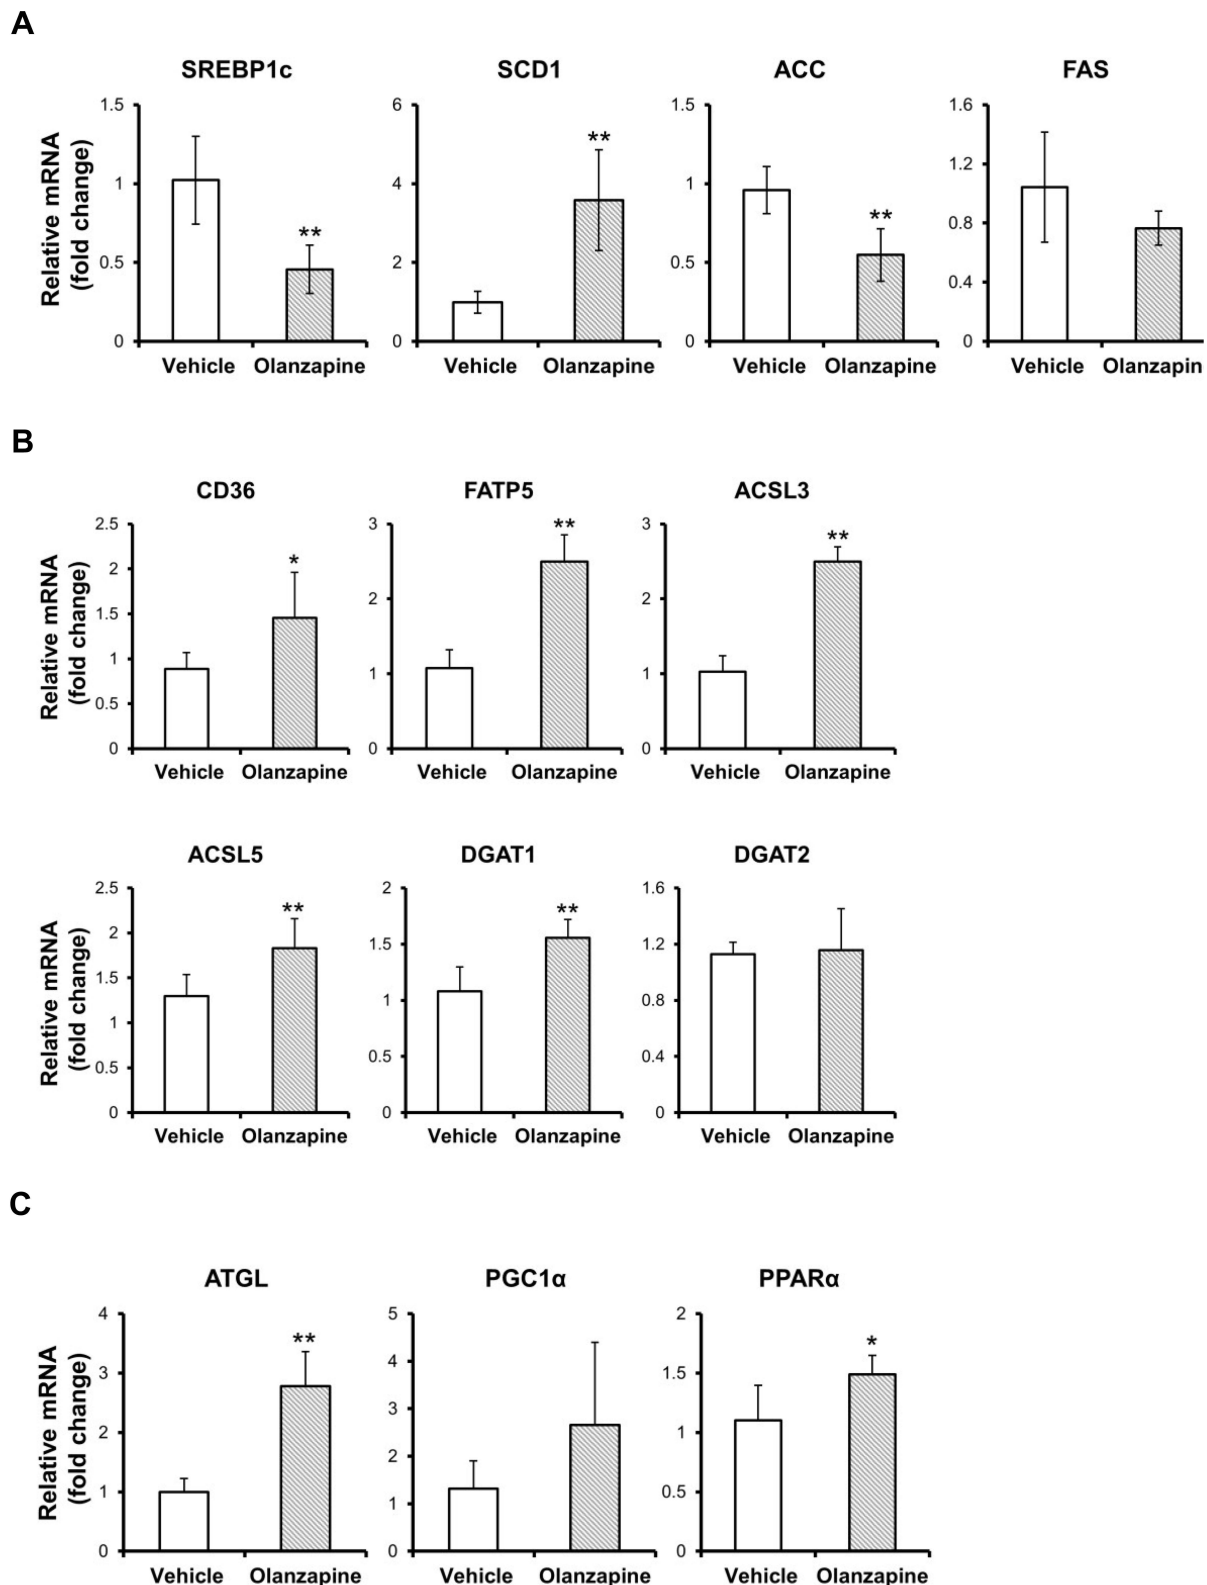 A
SREBP1c SCD1 ACC FAS
Relative mRNA
(fold change)
1.5 6 1.5 1.6
** ** **
1 4 1 1.2
0.8
0.5 2 0.5 0.4
0 0 0 0
Vehicle Olanzapine Vehicle Olanzapine Vehicle Olanzapine Vehicle Olanzapin
B
CD36 FATP5 ACSL3
Relative mRNA
(fold change)
2.5 3 3
* ** **
2 2 2
1.5
1 1 1
0.5
0 0 0
Vehicle Olanzapine Vehicle Olanzapine Vehicle Olanzapine
ACSL5 DGAT1 DGAT2
Relative mRNA
(fold change)
2.5 2 1.6
** **
2 1.5 1.2
1.5
1 1 0.8
0.5 0.5 0.4
0 0 0
Vehicle Olanzapine Vehicle Olanzapine Vehicle Olanzapine
C
ATGL PGC1α PPARα
Relative mRNA
(fold change)
4 5 2
** *
3 4 1.5
3
2 2 1
1 1 0.5
0 0 0
Vehicle Olanzapine Vehicle Olanzapine Vehicle Olanzapine